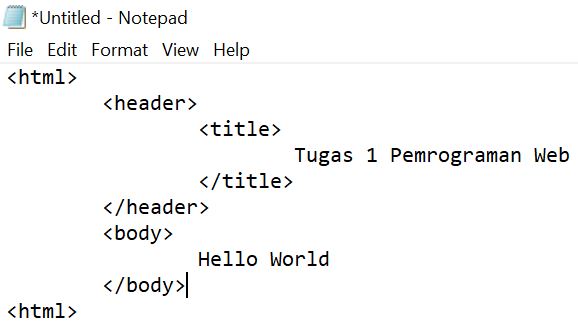 *Untitled - Notepad
File Edit Format View Help
<html>
<header>
<title>
Tugas 1 Pemrograman Web
</title>
</header>
<body>
Hello World
</body>
<html>